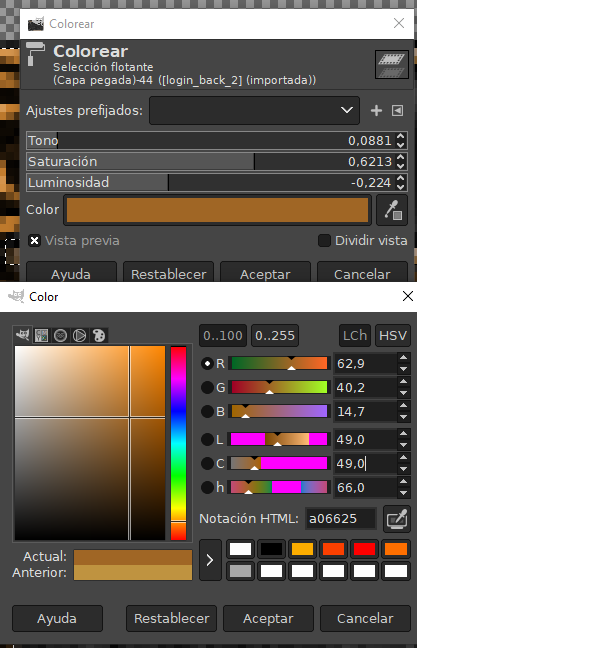 Colorear
Colorear
Selección flotante
(Capa pegada)-44 ([login_back_2] (importada))
Ajustes prefijados:
Tono 0,0881
Saturación 0,6213
Luminosidad -0,224
Color
Vista previa Dividir vista
Ayuda Restablecer Aceptar Cancelar
Color
0..100 0..255 LCh HSV
R 62,9
G 40,2
B 14,7
L 49,0
C 49,0
h 66,0
Notación HTML: a06625
Actual:
Anterior:
Ayuda Restablecer Aceptar Cancelar